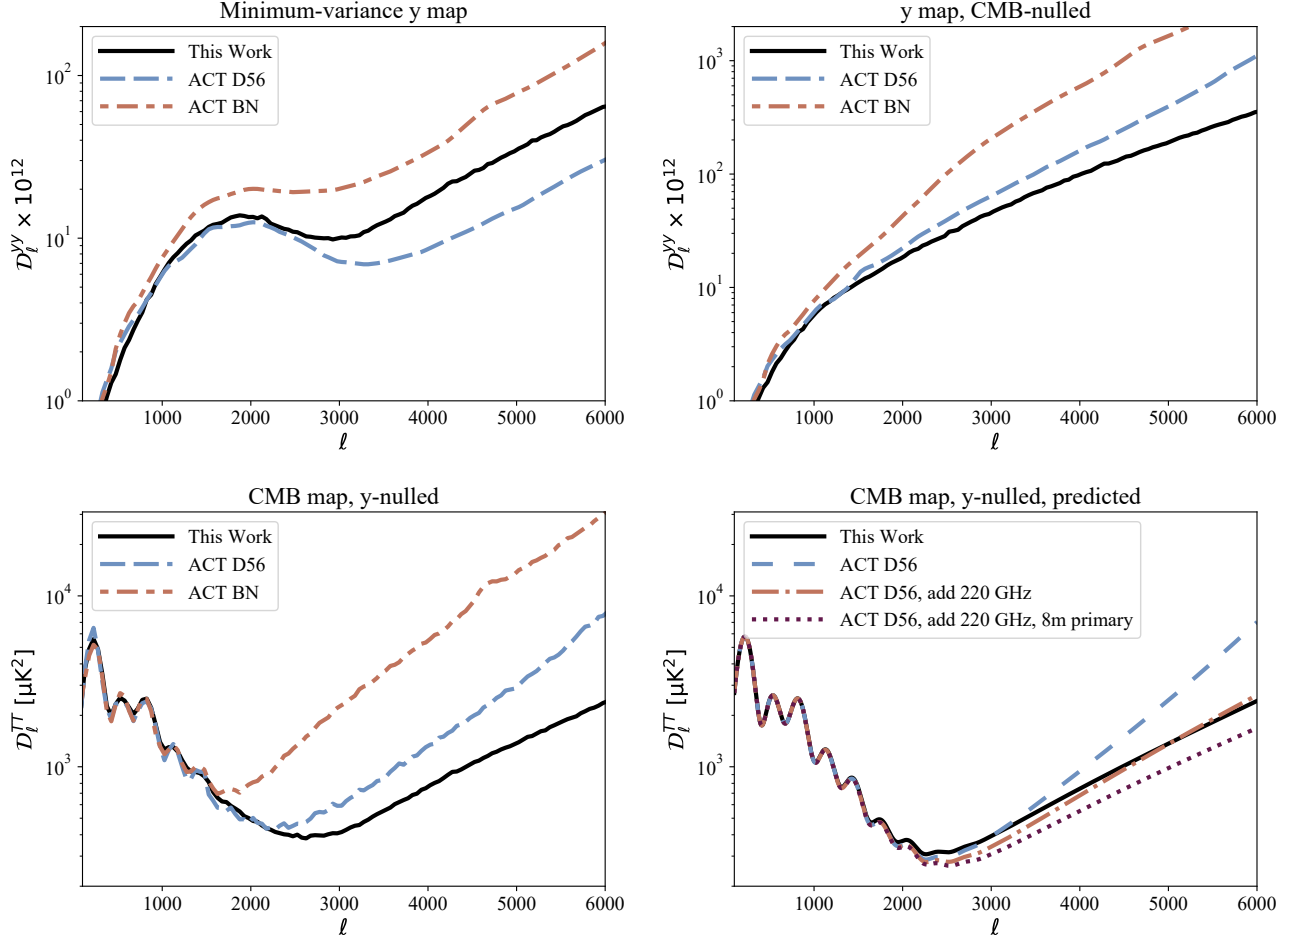 Minimum-variance y map
This Work
ACT D56
ACT BN
10²
10¹
10⁰
𝒟ℓ^yy × 10¹²
1000 2000 3000 4000 5000 6000
ℓ
y map, CMB-nulled
This Work
ACT D56
ACT BN
10³
10²
10¹
10⁰
𝒟ℓ^yy × 10¹²
1000 2000 3000 4000 5000 6000
ℓ
CMB map, y-nulled
This Work
ACT D56
ACT BN
10⁴
10³
𝒟ℓ^TT [µK²]
1000 2000 3000 4000 5000 6000
ℓ
CMB map, y-nulled, predicted
This Work
ACT D56
ACT D56, add 220 GHz
ACT D56, add 220 GHz, 8m primary
10⁴
10³
𝒟ℓ^TT [µK²]
1000 2000 3000 4000 5000 6000
ℓ